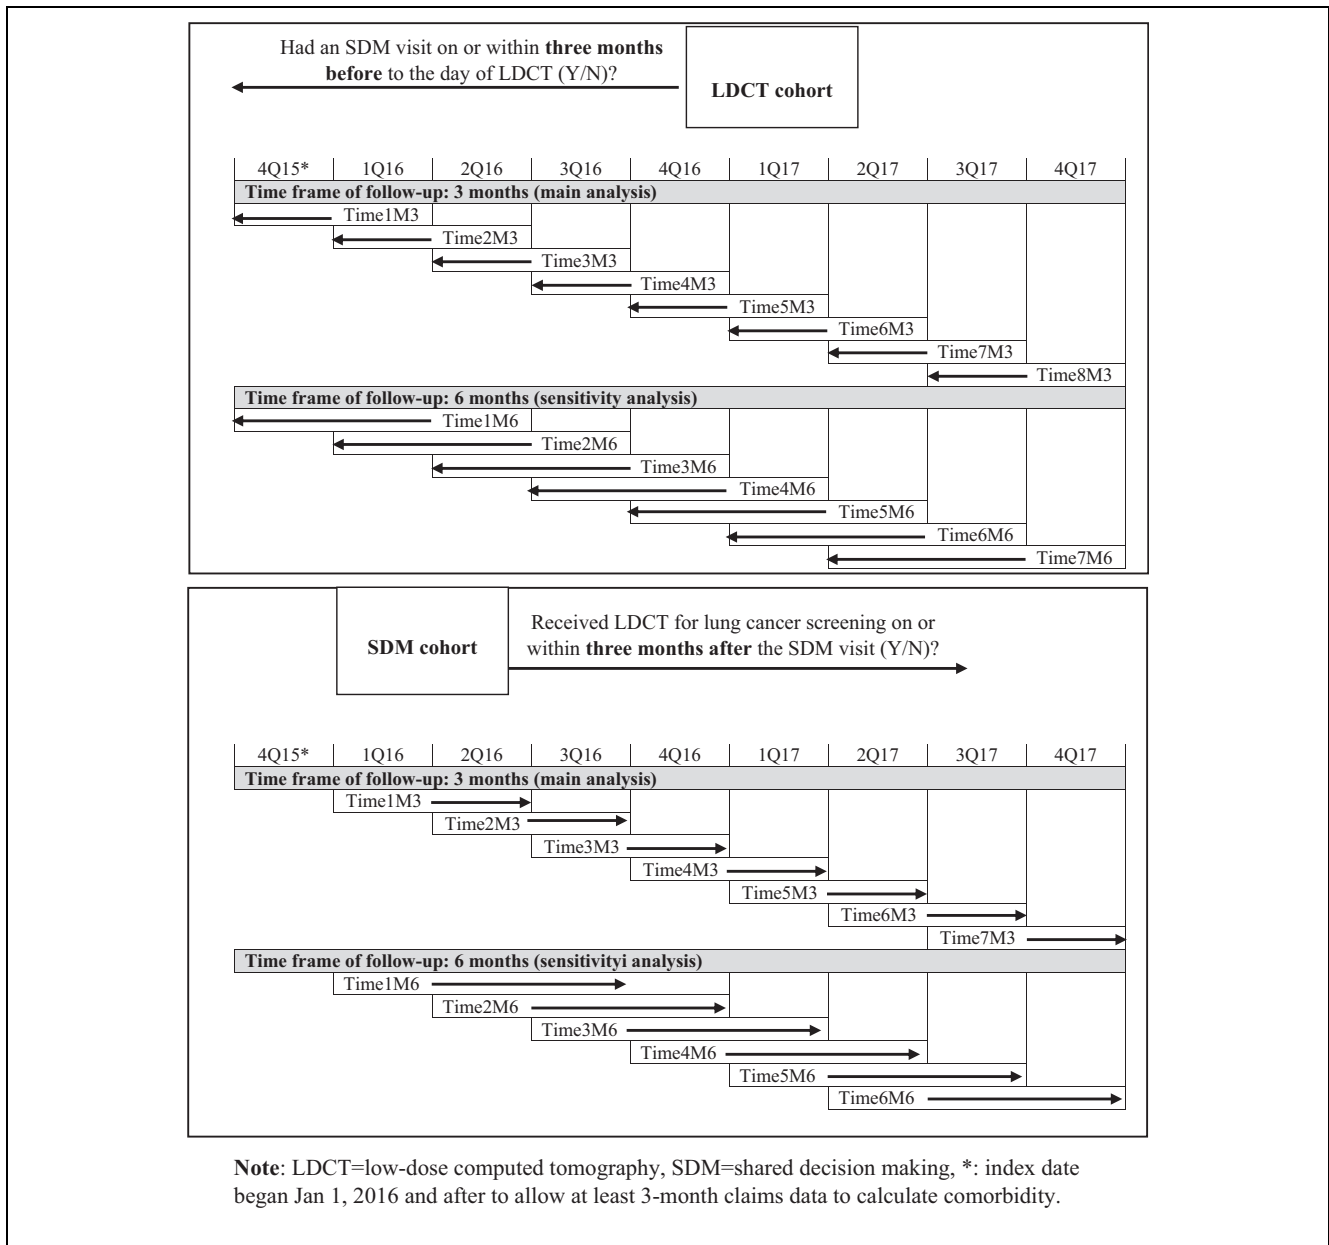 Had an SDM visit on or within three months
before to the day of LDCT (Y/N)?
LDCT cohort
4Q15* 1Q16 2Q16 3Q16 4Q16 1Q17 2Q17 3Q17 4Q17
Time frame of follow-up: 3 months (main analysis)
Time1M3
Time2M3
Time3M3
Time4M3
Time5M3
Time6M3
Time7M3
Time8M3
Time frame of follow-up: 6 months (sensitivity analysis)
Time1M6
Time2M6
Time3M6
Time4M6
Time5M6
Time6M6
Time7M6
SDM cohort
Received LDCT for lung cancer screening on or
within three months after the SDM visit (Y/N)?
4Q15* 1Q16 2Q16 3Q16 4Q16 1Q17 2Q17 3Q17 4Q17
Time frame of follow-up: 3 months (main analysis)
Time1M3
Time2M3
Time3M3
Time4M3
Time5M3
Time6M3
Time7M3
Time frame of follow-up: 6 months (sensitivityi analysis)
Time1M6
Time2M6
Time3M6
Time4M6
Time5M6
Time6M6
Note: LDCT=low-dose computed tomography, SDM=shared decision making, *: index date
began Jan 1, 2016 and after to allow at least 3-month claims data to calculate comorbidity.